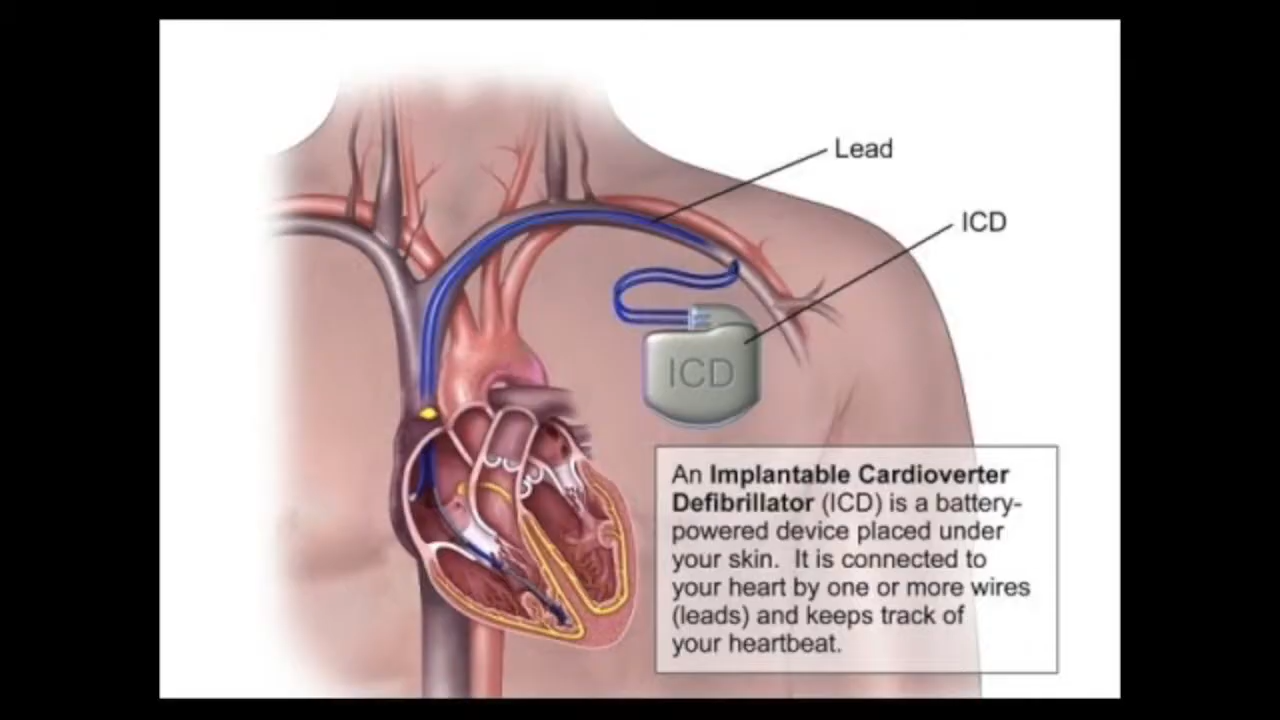 Lead
ICD
ICD
An Implantable Cardioverter
Defibrillator (ICD) is a battery-
powered device placed under
your skin.  It is connected to
your heart by one or more wires
(leads) and keeps track of
your heartbeat.